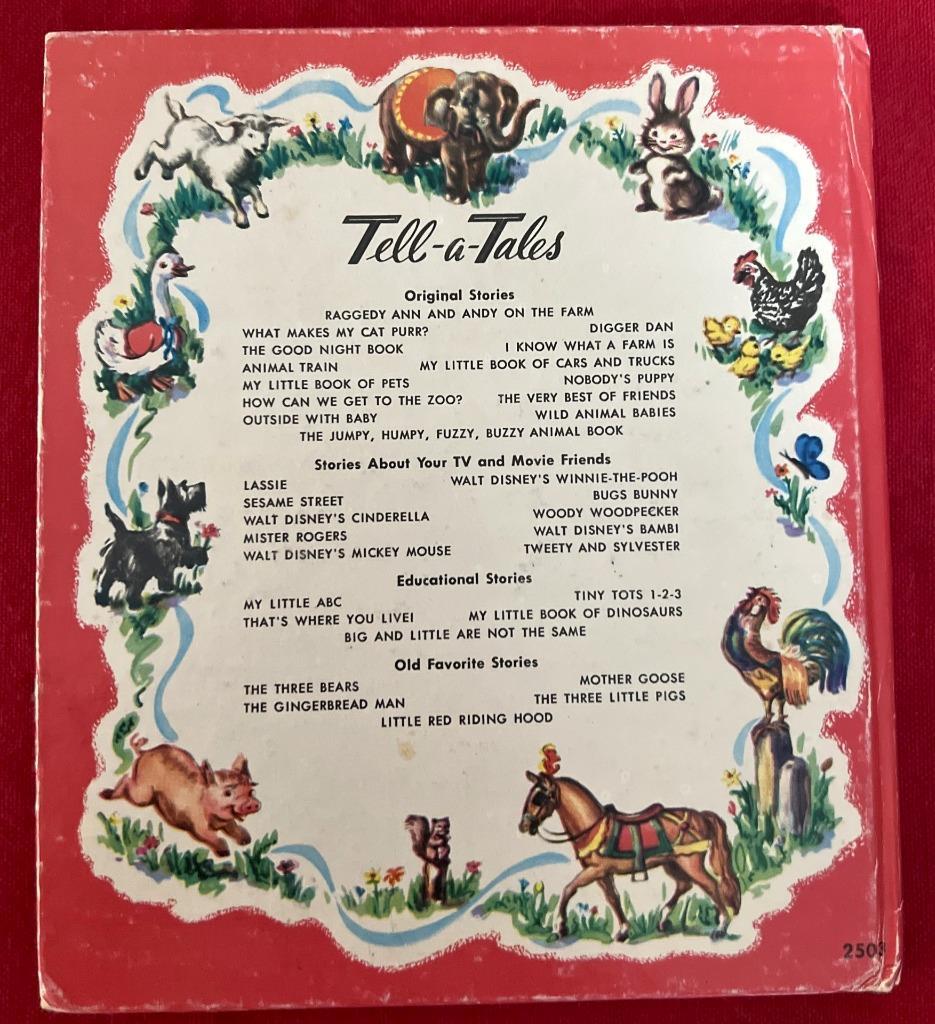 Tell-a-Tales
Original Stories
RAGGEDY ANN AND ANDY ON THE FARM
WHAT MAKES MY CAT PURR? DIGGER DAN
THE GOOD NIGHT BOOK I KNOW WHAT A FARM IS
ANIMAL TRAIN MY LITTLE BOOK OF CARS AND TRUCKS
MY LITTLE BOOK OF PETS NOBODY'S PUPPY
HOW CAN WE GET TO THE ZOO? THE VERY BEST OF FRIENDS
OUTSIDE WITH BABY WILD ANIMAL BABIES
THE JUMPY, HUMPY, FUZZY, BUZZY ANIMAL BOOK
Stories About Your TV and Movie Friends
LASSIE WALT DISNEY'S WINNIE-THE-POOH
SESAME STREET BUGS BUNNY
WALT DISNEY'S CINDERELLA WOODY WOODPECKER
MISTER ROGERS WALT DISNEY'S BAMBI
WALT DISNEY'S MICKEY MOUSE TWEETY AND SYLVESTER
Educational Stories
MY LITTLE ABC TINY TOTS 1-2-3
THAT'S WHERE YOU LIVE! MY LITTLE BOOK OF DINOSAURS
BIG AND LITTLE ARE NOT THE SAME
Old Favorite Stories
THE THREE BEARS MOTHER GOOSE
THE GINGERBREAD MAN THE THREE LITTLE PIGS
LITTLE RED RIDING HOOD